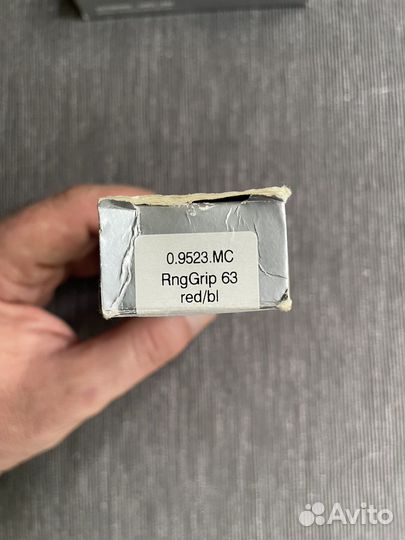 0.9523.MC
RngGrip 63
red/bl
Avito